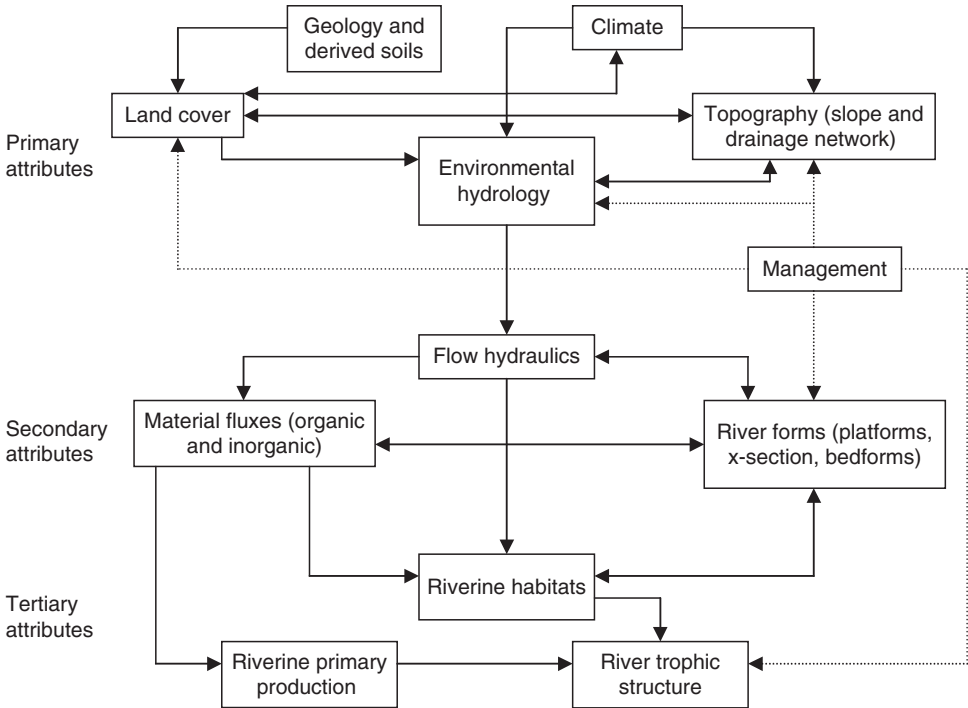 Geology and
derived soils
Climate
Land cover
Topography (slope and
drainage network)
Primary
attributes
Environmental
hydrology
Management
Flow hydraulics
Secondary
attributes
Material fluxes (organic
and inorganic)
River forms (platforms,
x-section, bedforms)
Riverine habitats
Tertiary
attributes
Riverine primary
production
River trophic
structure